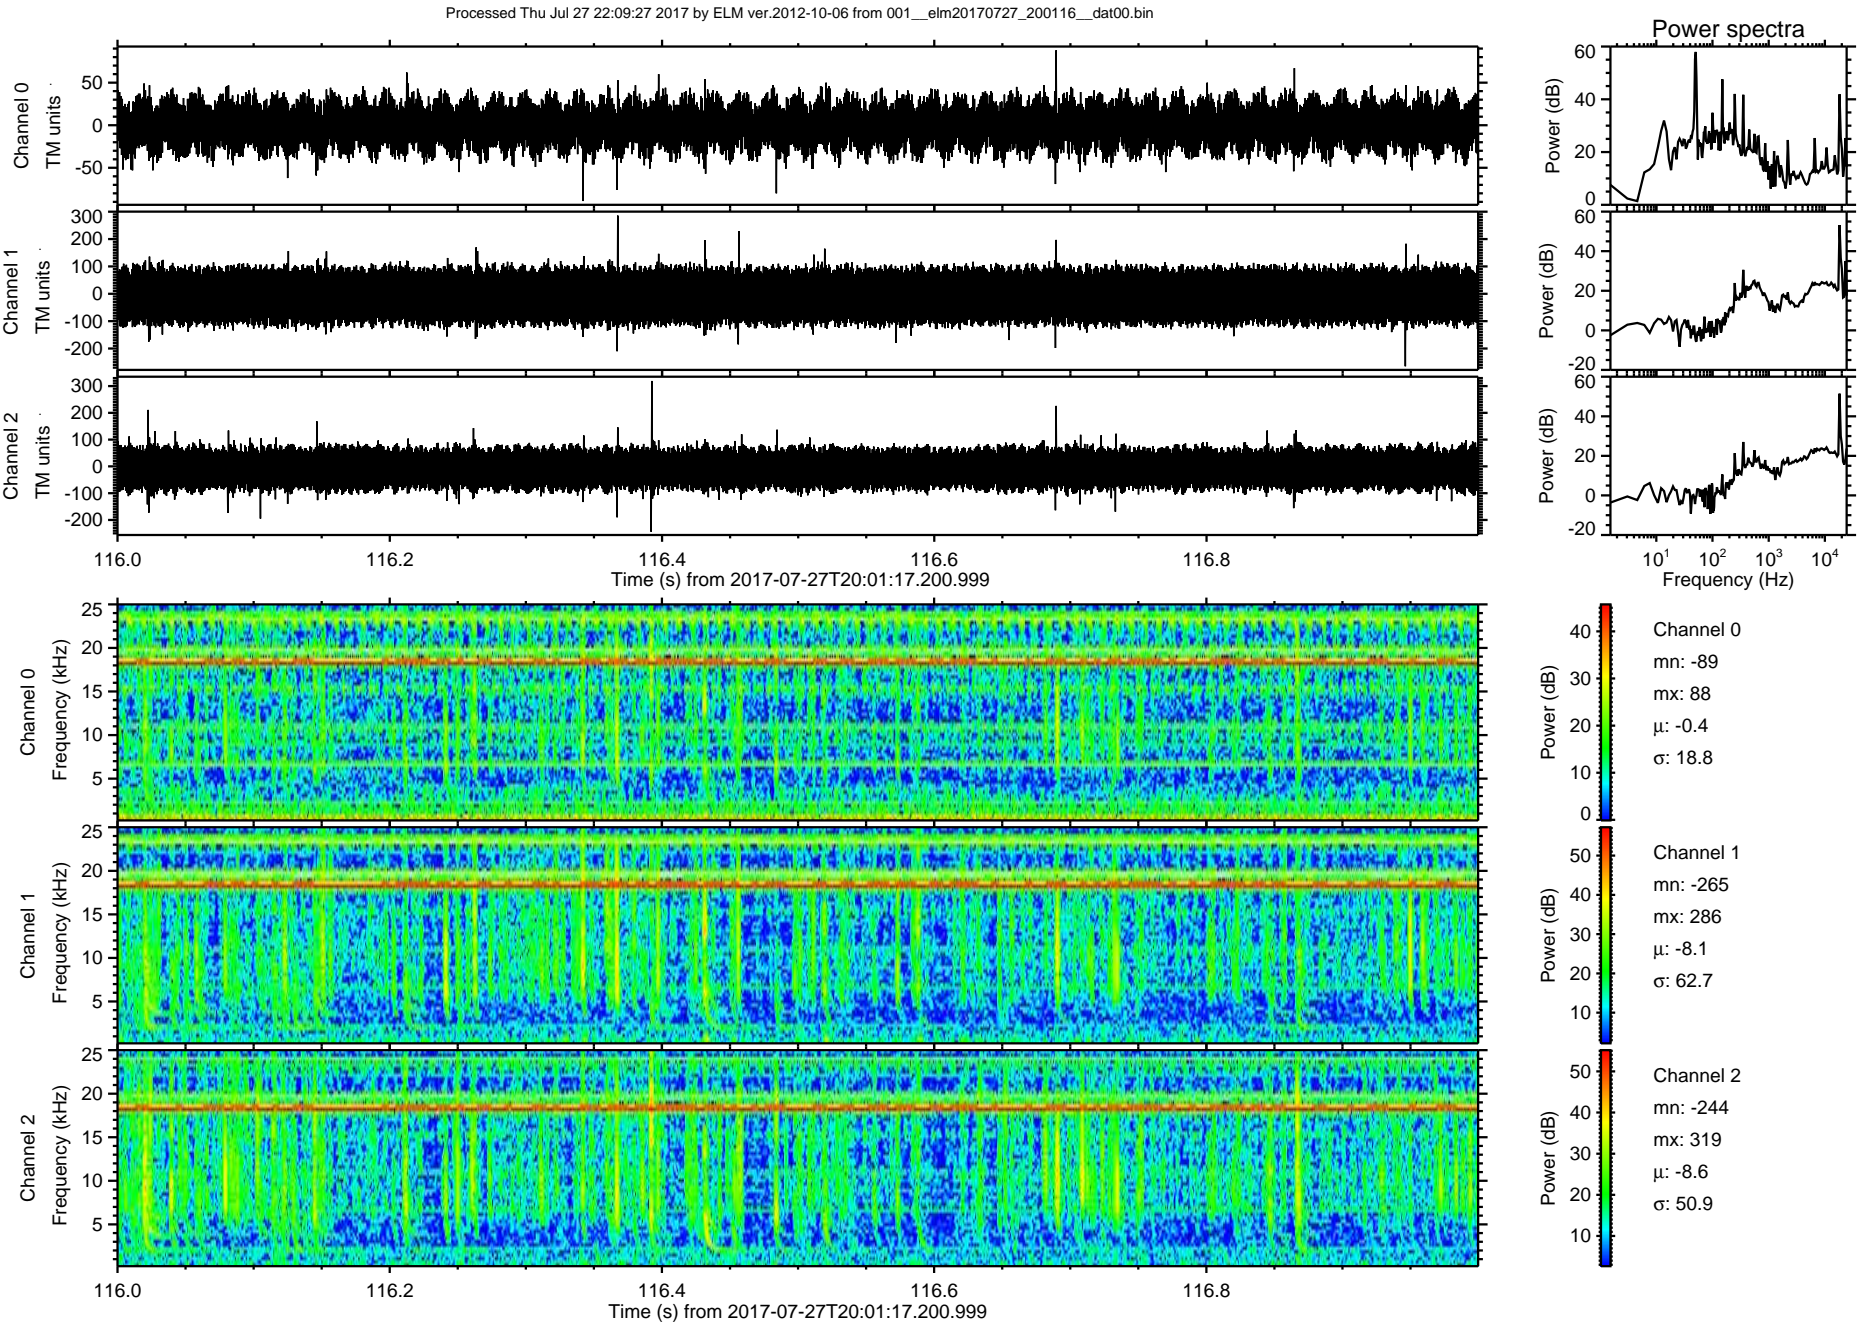 Processed Thu Jul 27 22:09:27 2017 by ELM ver.2012-10-06 from 001__elm20170727_200116__dat00.bin
Power spectra
Channel 0
TM units
50
0
-50
Power (dB)
60
40
20
0
Channel 1
TM units
300
200
100
0
-100
-200
Power (dB)
60
40
20
0
-20
Channel 2
TM units
300
200
100
0
-100
-200
Power (dB)
60
40
20
0
-20
116.0 116.2 116.4 116.6 116.8
Time (s) from 2017-07-27T20:01:17.200.999
10^1 10^2 10^3 10^4
Frequency (Hz)
Channel 0
Frequency (kHz)
25
20
15
10
5
Power (dB)
40
30
20
10
0
Channel 0
mn: -89
mx: 88
μ: -0.4
σ: 18.8
Channel 1
Frequency (kHz)
25
20
15
10
5
Power (dB)
50
40
30
20
10
Channel 1
mn: -265
mx: 286
μ: -8.1
σ: 62.7
Channel 2
Frequency (kHz)
25
20
15
10
5
Power (dB)
50
40
30
20
10
Channel 2
mn: -244
mx: 319
μ: -8.6
σ: 50.9
116.0 116.2 116.4 116.6 116.8
Time (s) from 2017-07-27T20:01:17.200.999